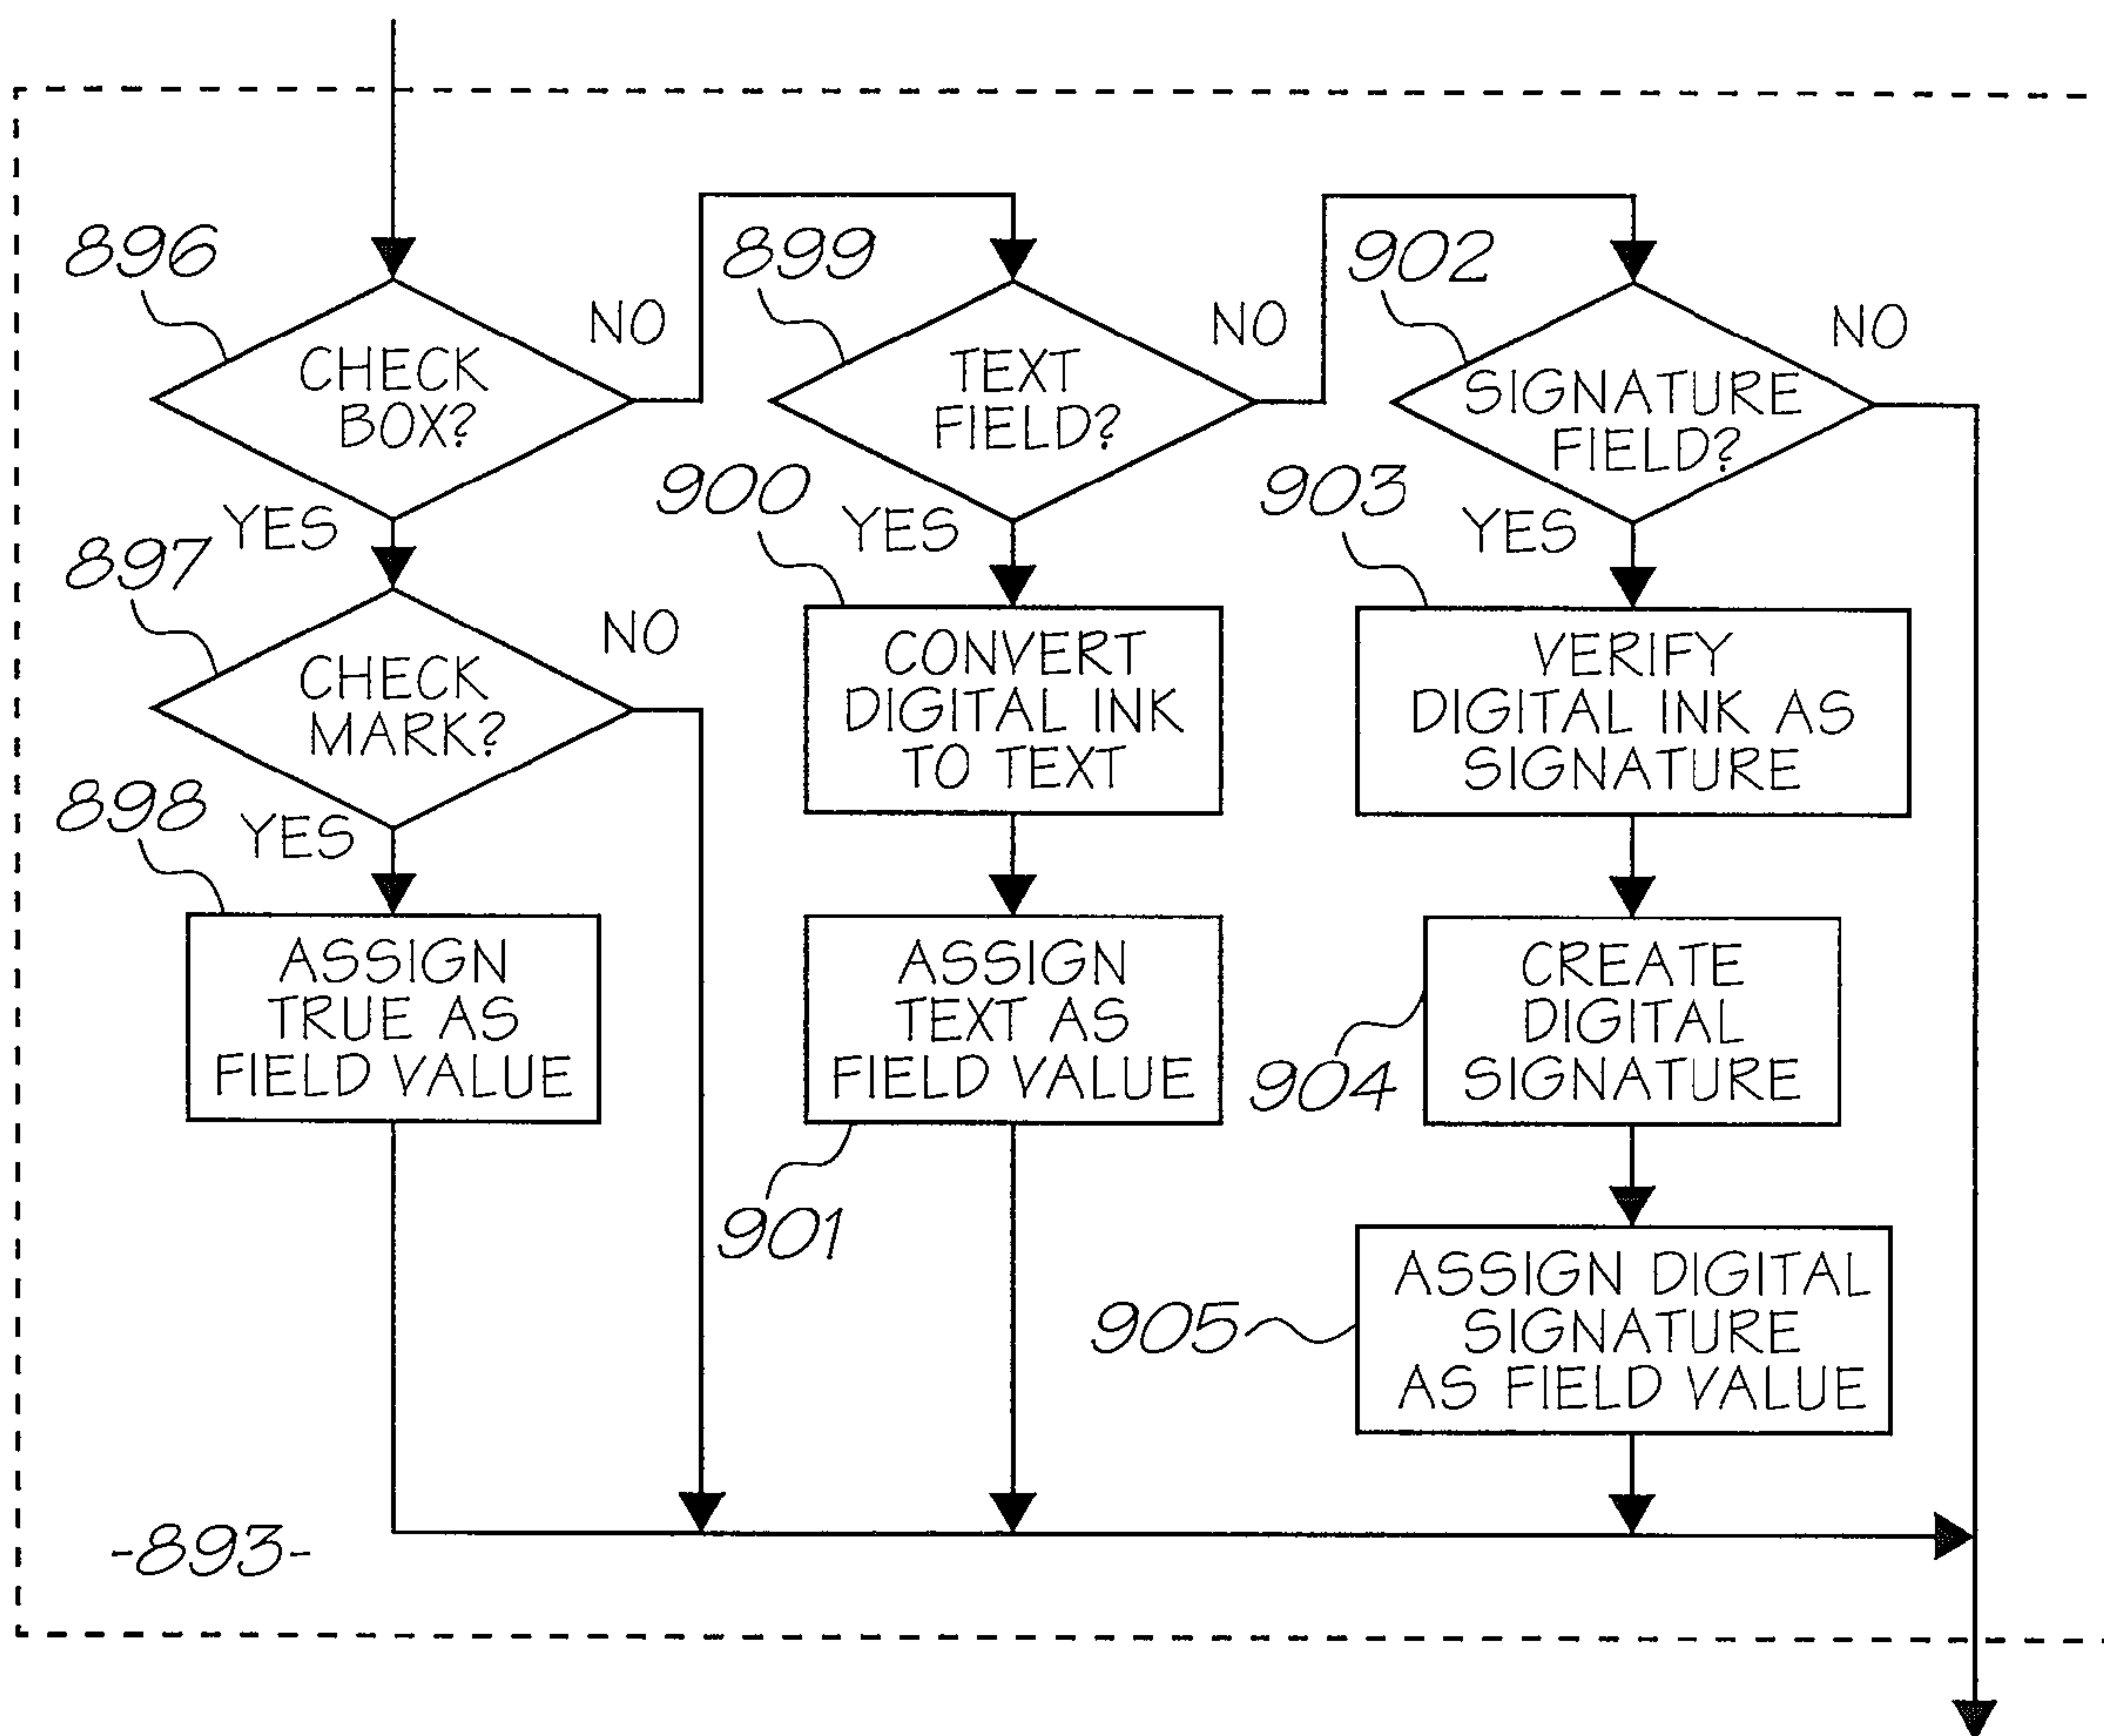 896
CHECK
BOX?
NO
YES
897
CHECK
MARK?
NO
YES
898
ASSIGN
TRUE AS
FIELD VALUE
899
TEXT
FIELD?
NO
YES
900
CONVERT
DIGITAL INK
TO TEXT
ASSIGN
TEXT AS
FIELD VALUE
901
902
SIGNATURE
FIELD?
NO
YES
903
VERIFY
DIGITAL INK AS
SIGNATURE
CREATE
DIGITAL
SIGNATURE
904
ASSIGN DIGITAL
SIGNATURE
AS FIELD VALUE
905
-893-